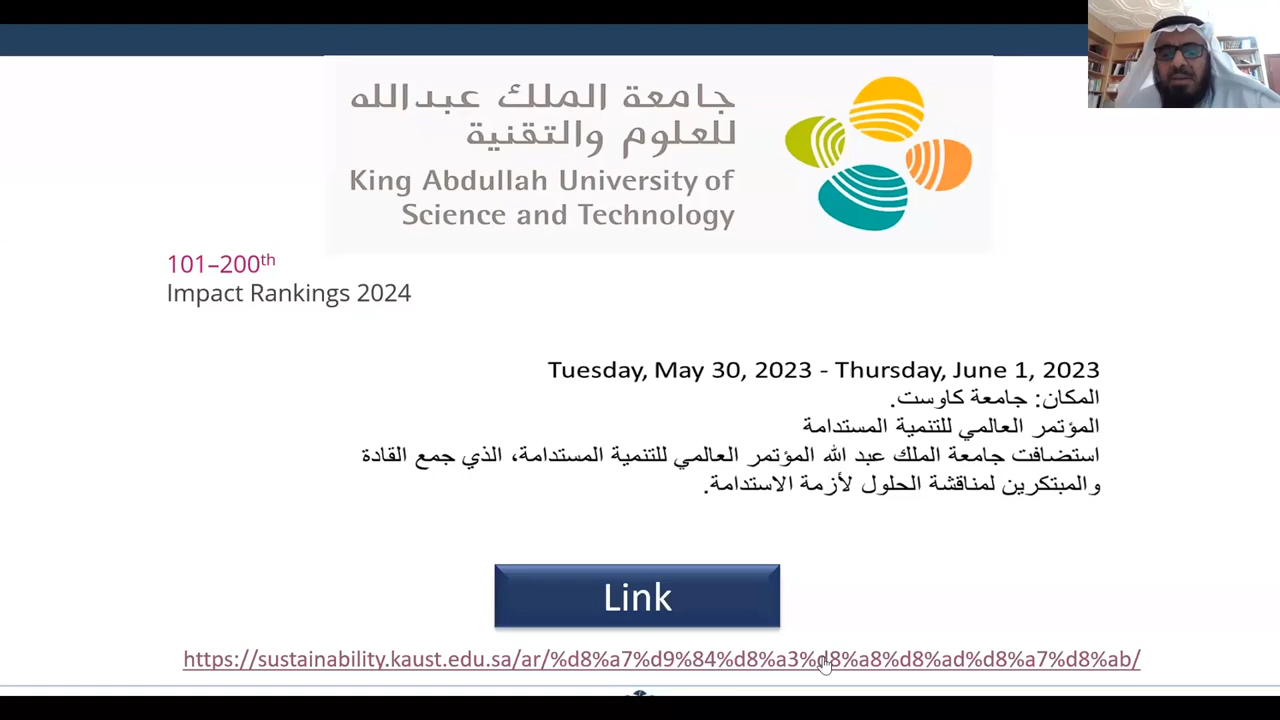 جامعة الملك عبدالله
للعلوم والتقنية
King Abdullah University of
Science and Technology
101–200th
Impact Rankings 2024
Tuesday, May 30, 2023 - Thursday, June 1, 2023
المكان: جامعة كاوست.
المؤتمر العالمي للتنمية المستدامة
استضافت جامعة الملك عبد الله المؤتمر العالمي للتنمية المستدامة، الذي جمع القادة
والمبتكرين لمناقشة الحلول لأزمة الاستدامة.
Link
https://sustainability.kaust.edu.sa/ar/%d8%a7%d9%84%d8%a3%d8%a8%d8%ad%d8%a7%d8%ab/